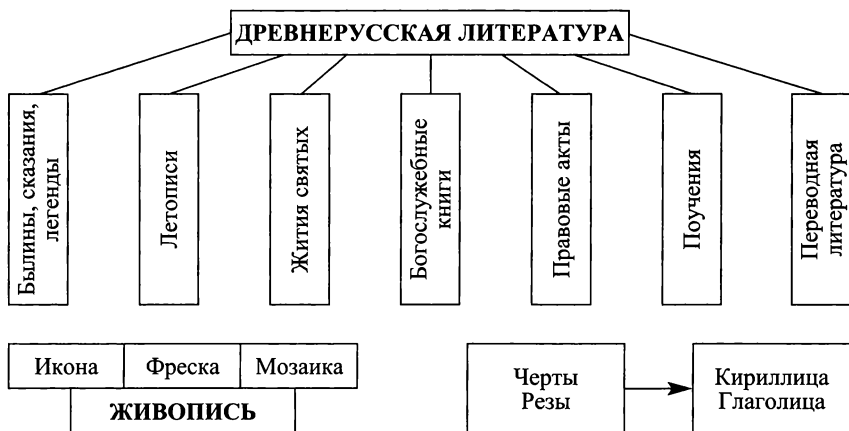 ДРЕВНЕРУССКАЯ ЛИТЕРАТУРА
Былины, сказания,
легенды
Летописи
Жития святых
Богослужебные
книги
Правовые акты
Поучения
Переводная
литература
Икона
Фреска
Мозаика
ЖИВОПИСЬ
Черты
Резы
Кириллица
Глаголица